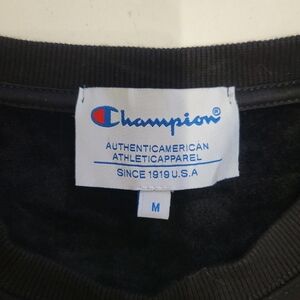 Champion®
AUTHENTICAMERICAN
ATHLETICAPPAREL
SINCE 1919 U.S.A
M